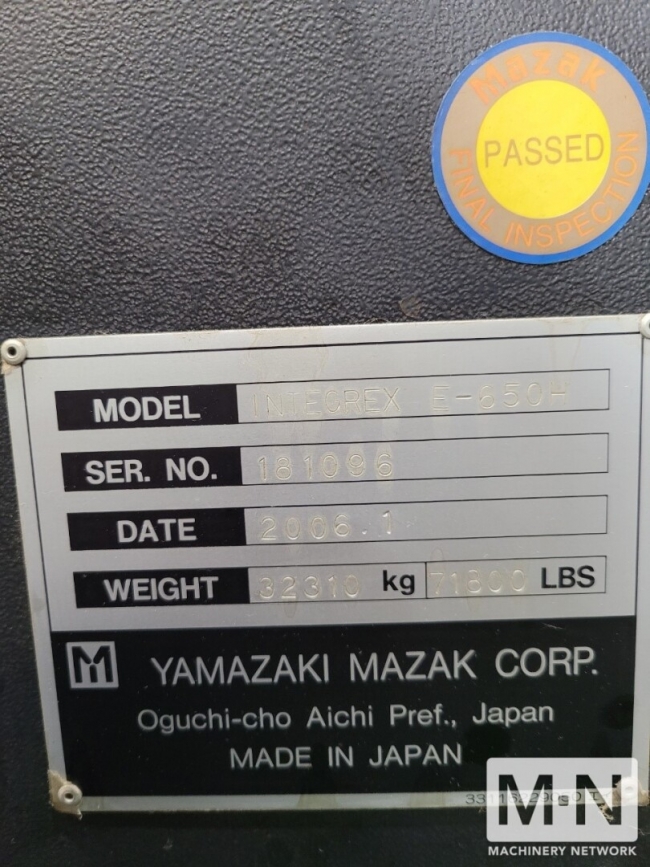 Mazak
PASSED
FINAL INSPECTION
MODEL INTEGREX E-650H
SER. NO. 181096
DATE 2006.1
WEIGHT 32310 kg 71600 LBS
YAMAZAKI MAZAK CORP.
Oguchi-cho Aichi Pref., Japan
MADE IN JAPAN
MN
MACHINERY NETWORK